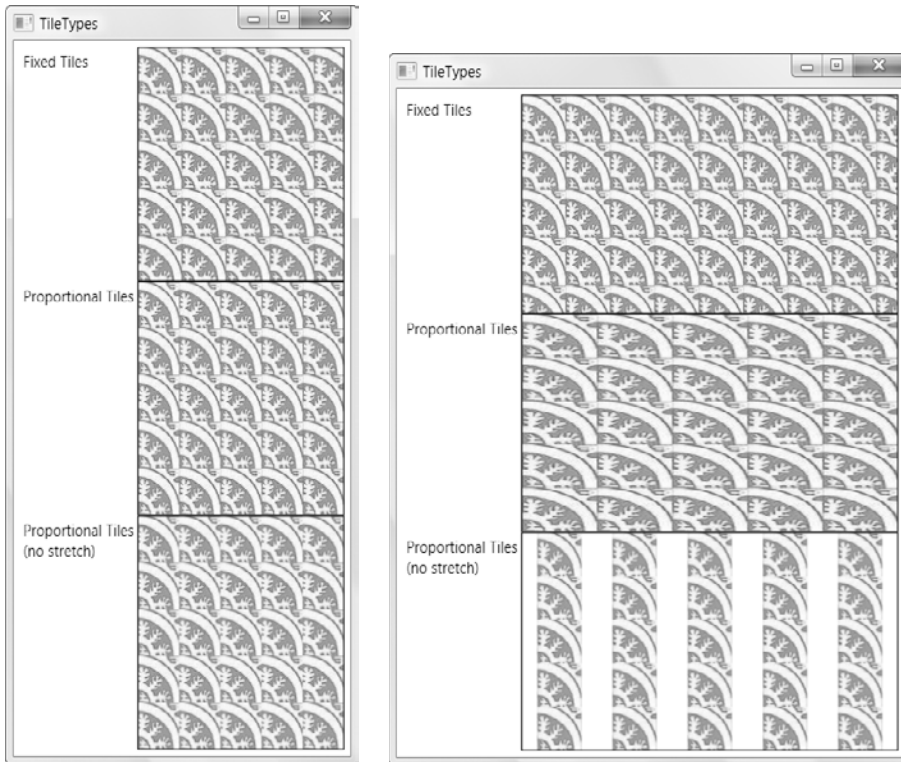 TileTypes
Fixed Tiles
Proportional Tiles
Proportional Tiles
(no stretch)
TileTypes
Fixed Tiles
Proportional Tiles
Proportional Tiles
(no stretch)